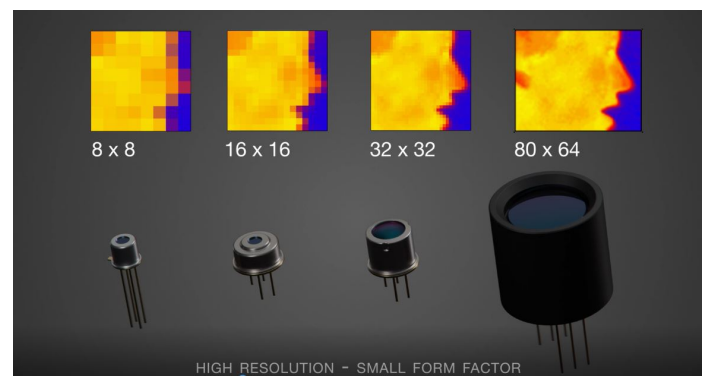 8 x 8
16 x 16
32 x 32
80 x 64
HIGH RESOLUTION - SMALL FORM FACTOR